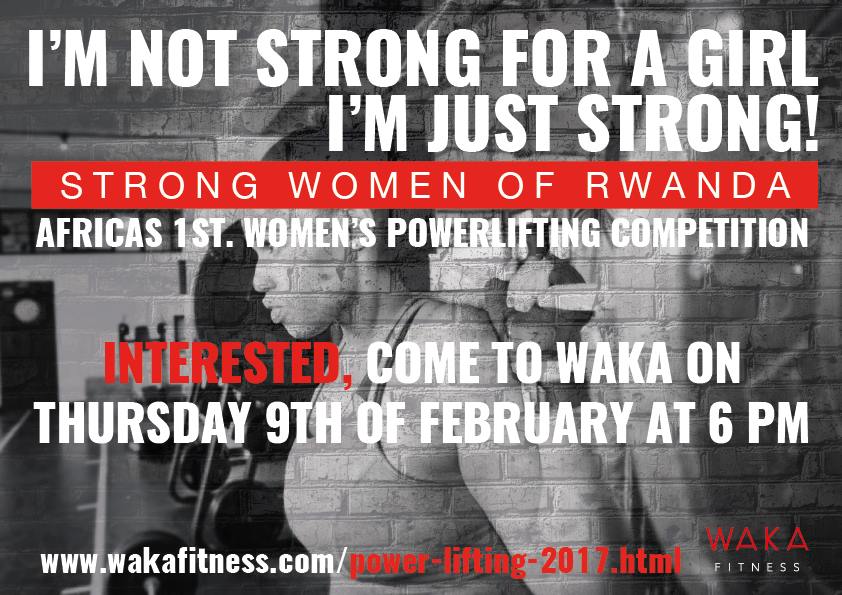 I'M NOT STRONG FOR A GIRL
I'M JUST STRONG!
STRONG WOMEN OF RWANDA
AFRICAS 1ST. WOMEN'S POWERLIFTING COMPETITION
INTERESTED, COME TO WAKA ON
THURSDAY 9TH OF FEBRUARY AT 6 PM
www.wakafitness.com/power-lifting-2017.html
WAKA
FITNESS